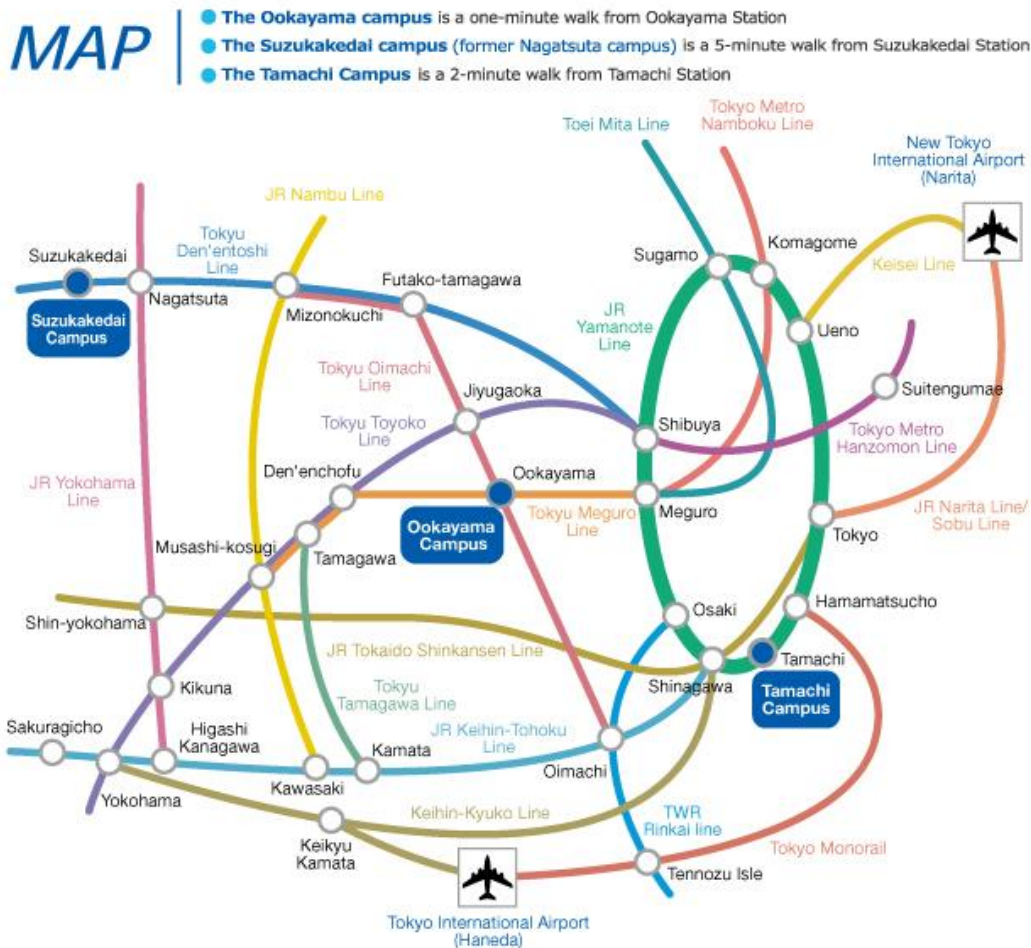 MAP
The Ookayama campus is a one-minute walk from Ookayama Station
The Suzukakedai campus (former Nagatsuta campus) is a 5-minute walk from Suzukakedai Station
The Tamachi Campus is a 2-minute walk from Tamachi Station
Toei Mita Line
Tokyo Metro
Namboku Line
New Tokyo
International Airport
(Narita)
JR Nambu Line
Tokyu
Den'entoshi
Line
Suzukakedai
Nagatsuta
Suzukakedai
Campus
Mizonokuchi
Futako-tamagawa
Sugamo
Komagome
Keisei Line
JR
Yamanote
Line
Ueno
Tokyu Oimachi
Line
Jiyugaoka
Suitengumae
Tokyu Toyoko
Line
Shibuya
Tokyo Metro
Hanzomon Line
Den'enchofu
Ookayama
JR Yokohama
Line
Tokyu Meguro
Line
Meguro
JR Narita Line/
Sobu Line
Ookayama
Campus
Tokyo
Musashi-kosugi
Tamagawa
Shin-yokohama
Osaki
Hamamatsucho
JR Tokaido Shinkansen Line
Tamachi
Shinagawa
Tamachi
Campus
Kikuna
Tokyu
Tamagawa Line
Sakuragicho
Higashi
Kanagawa
Kamata
JR Keihin-Tohoku
Line
Oimachi
Yokohama
Kawasaki
Keihin-Kyuko Line
TWR
Rinkai line
Keikyu
Kamata
Tokyo Monorail
Tennozu Isle
Tokyo International Airport
(Haneda)